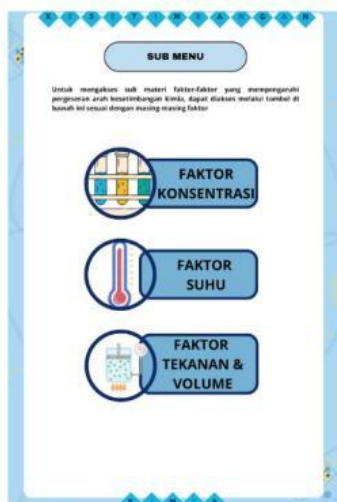 K E S E T I M B A N G A N
SUB MENU
Untuk mengakses sub materi faktor-faktor yang mempengaruhi
pergeseran arah kesetimbangan kimia, dapat diakses melalui tombol di
bawah ini sesuai dengan masing-masing faktor
FAKTOR
KONSENTRASI
FAKTOR
SUHU
FAKTOR
TEKANAN &
VOLUME